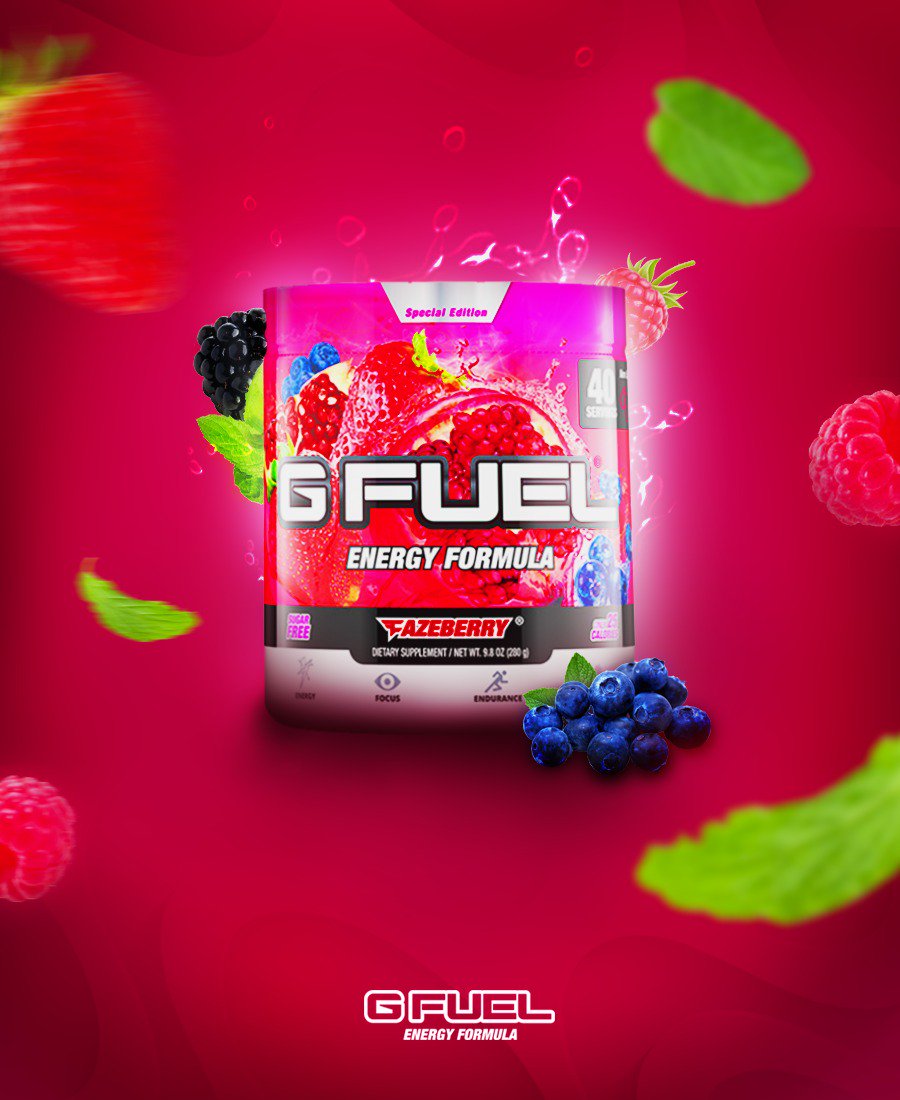 Special Edition
40
G FUEL
ENERGY FORMULA
SUGAR
FREE
FAZEBERRY®
25
CALORIES
DIETARY SUPPLEMENT / NET WT. 9.8 OZ (280 g)
ENERGY
FOCUS
ENDURANCE
G FUEL
ENERGY FORMULA